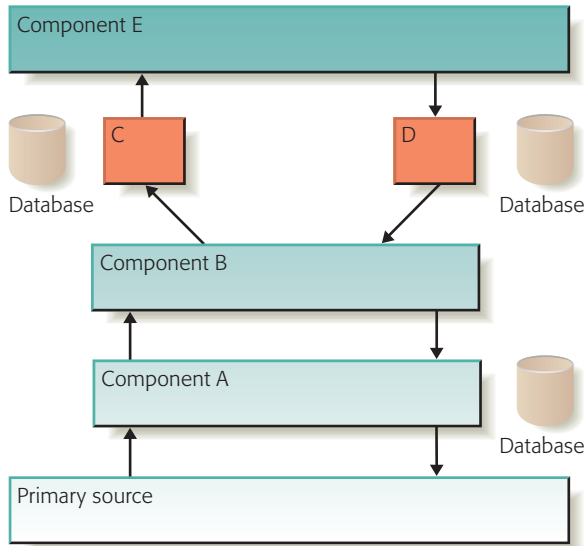 Component E
C
D
Database
Database
Component B
Component A
Database
Primary source